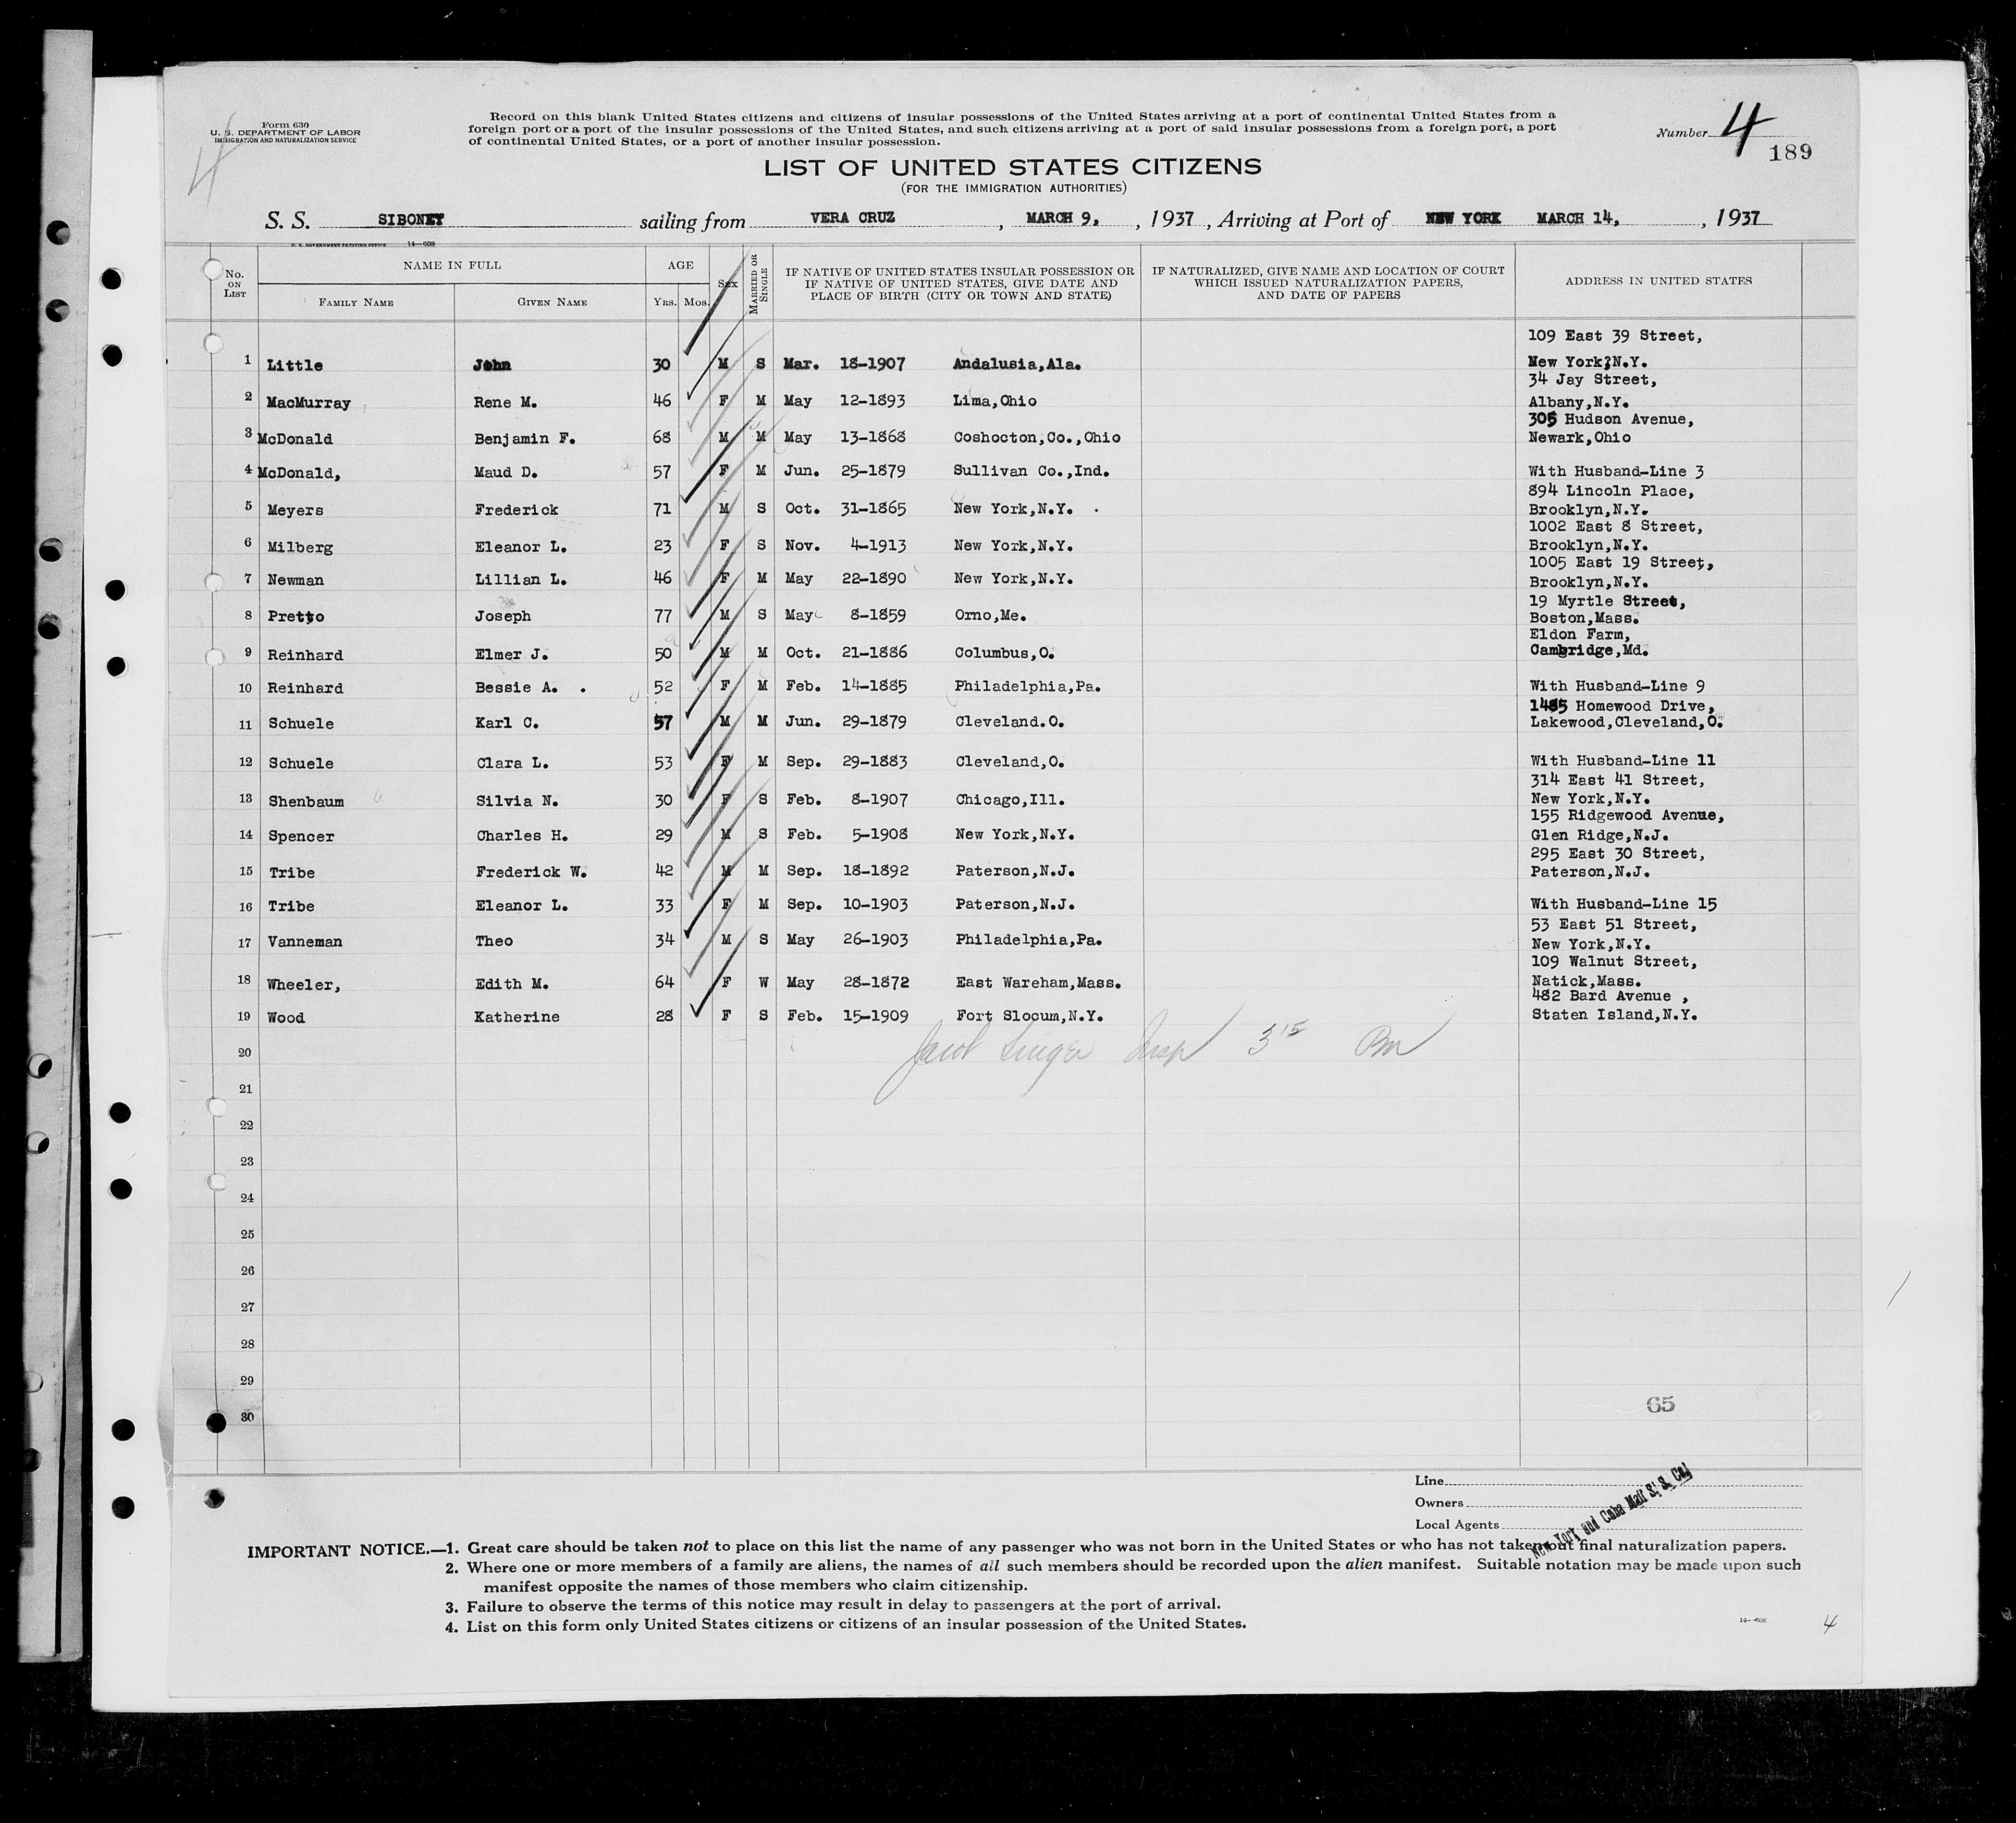 Form 630
U. S. DEPARTMENT OF LABOR
IMMIGRATION AND NATURALIZATION SERVICE
4
Record on this blank United States citizens and citizens of insular possessions of the United States arriving at a port of continental United States from a
foreign port or a port of the insular possessions of the United States, and such citizens arriving at a port of said insular possessions from a foreign port, a port
of continental United States, or a port of another insular possession.
Number 4
189
LIST OF UNITED STATES CITIZENS
(FOR THE IMMIGRATION AUTHORITIES)
S. S. SIBONEY sailing from VERA CRUZ , MARCH 9, , 1937 , Arriving at Port of NEW YORK MARCH 14, , 1937
U. S. GOVERNMENT PRINTING OFFICE 14—608
No. ON LIST
NAME IN FULL
FAMILY NAME GIVEN NAME
AGE
YRS. MOS.
SEX
MARRIED OR SINGLE
IF NATIVE OF UNITED STATES INSULAR POSSESSION OR
IF NATIVE OF UNITED STATES, GIVE DATE AND
PLACE OF BIRTH (CITY OR TOWN AND STATE)
IF NATURALIZED, GIVE NAME AND LOCATION OF COURT
WHICH ISSUED NATURALIZATION PAPERS,
AND DATE OF PAPERS
ADDRESS IN UNITED STATES
109 East 39 Street,
1 Little John 30 M S Mar. 18-1907 Andalusia,Ala. New York,N.Y.
34 Jay Street,
2 MacMurray Rene M. 46 F M May 12-1893 Lima,Ohio Albany,N.Y.
305 Hudson Avenue,
3 McDonald Benjamin F. 68 M M May 13-1868 Coshocton,Co.,Ohio Newark,Ohio
4 McDonald, Maud D. 57 F M Jun. 25-1879 Sullivan Co.,Ind. With Husband-Line 3
894 Lincoln Place,
5 Meyers Frederick 71 M S Oct. 31-1865 New York,N.Y. . Brooklyn,N.Y.
1002 East 8 Street,
6 Milberg Eleanor L. 23 F S Nov. 4-1913 New York,N.Y. Brooklyn,N.Y.
1005 East 19 Street,
7 Newman Lillian L. 46 F M May 22-1890 New York,N.Y. Brooklyn,N.Y.
19 Myrtle Street,
8 Pretto Joseph 77 M S May 8-1859 Orno,Me. Boston,Mass.
Eldon Farm,
9 Reinhard Elmer J. 50 M M Oct. 21-1886 Columbus,O. Cambridge,Md.
10 Reinhard Bessie A. . 52 F M Feb. 14-1885 Philadelphia,Pa. With Husband-Line 9
1485 Homewood Drive,
11 Schuele Karl C. 57 M M Jun. 29-1879 Cleveland.O. Lakewood,Cleveland,O.
12 Schuele Clara L. 53 F M Sep. 29-1883 Cleveland,O. With Husband-Line 11
314 East 41 Street,
13 Shenbaum Silvia N. 30 F S Feb. 8-1907 Chicago,Ill. New York,N.Y.
155 Ridgewood Avenue,
14 Spencer Charles H. 29 M S Feb. 5-1908 New York,N.Y. Glen Ridge,N.J.
295 East 30 Street,
15 Tribe Frederick W. 42 M M Sep. 18-1892 Paterson,N.J. Paterson,N.J.
16 Tribe Eleanor L. 33 F M Sep. 10-1903 Paterson,N.J. With Husband-Line 15
53 East 51 Street,
17 Vanneman Theo 34 M S May 26-1903 Philadelphia,Pa. New York,N.Y.
109 Walnut Street,
18 Wheeler, Edith M. 64 F W May 28-1872 East Wareham,Mass. Natick,Mass.
482 Bard Avenue ,
19 Wood Katherine 28 F S Feb. 15-1909 Fort Slocum,N.Y. Staten Island,N.Y.
Jacob Singer Insp 3 15 Pm
20
21
22
23
24
25
26
27
28
29
30
65
Line
Owners
Local Agents
New York and Cuba Mail S. S. Co.
IMPORTANT NOTICE.—1. Great care should be taken not to place on this list the name of any passenger who was not born in the United States or who has not taken out final naturalization papers.
2. Where one or more members of a family are aliens, the names of all such members should be recorded upon the alien manifest. Suitable notation may be made upon such
manifest opposite the names of those members who claim citizenship.
3. Failure to observe the terms of this notice may result in delay to passengers at the port of arrival.
4. List on this form only United States citizens or citizens of an insular possession of the United States.
14—608
4